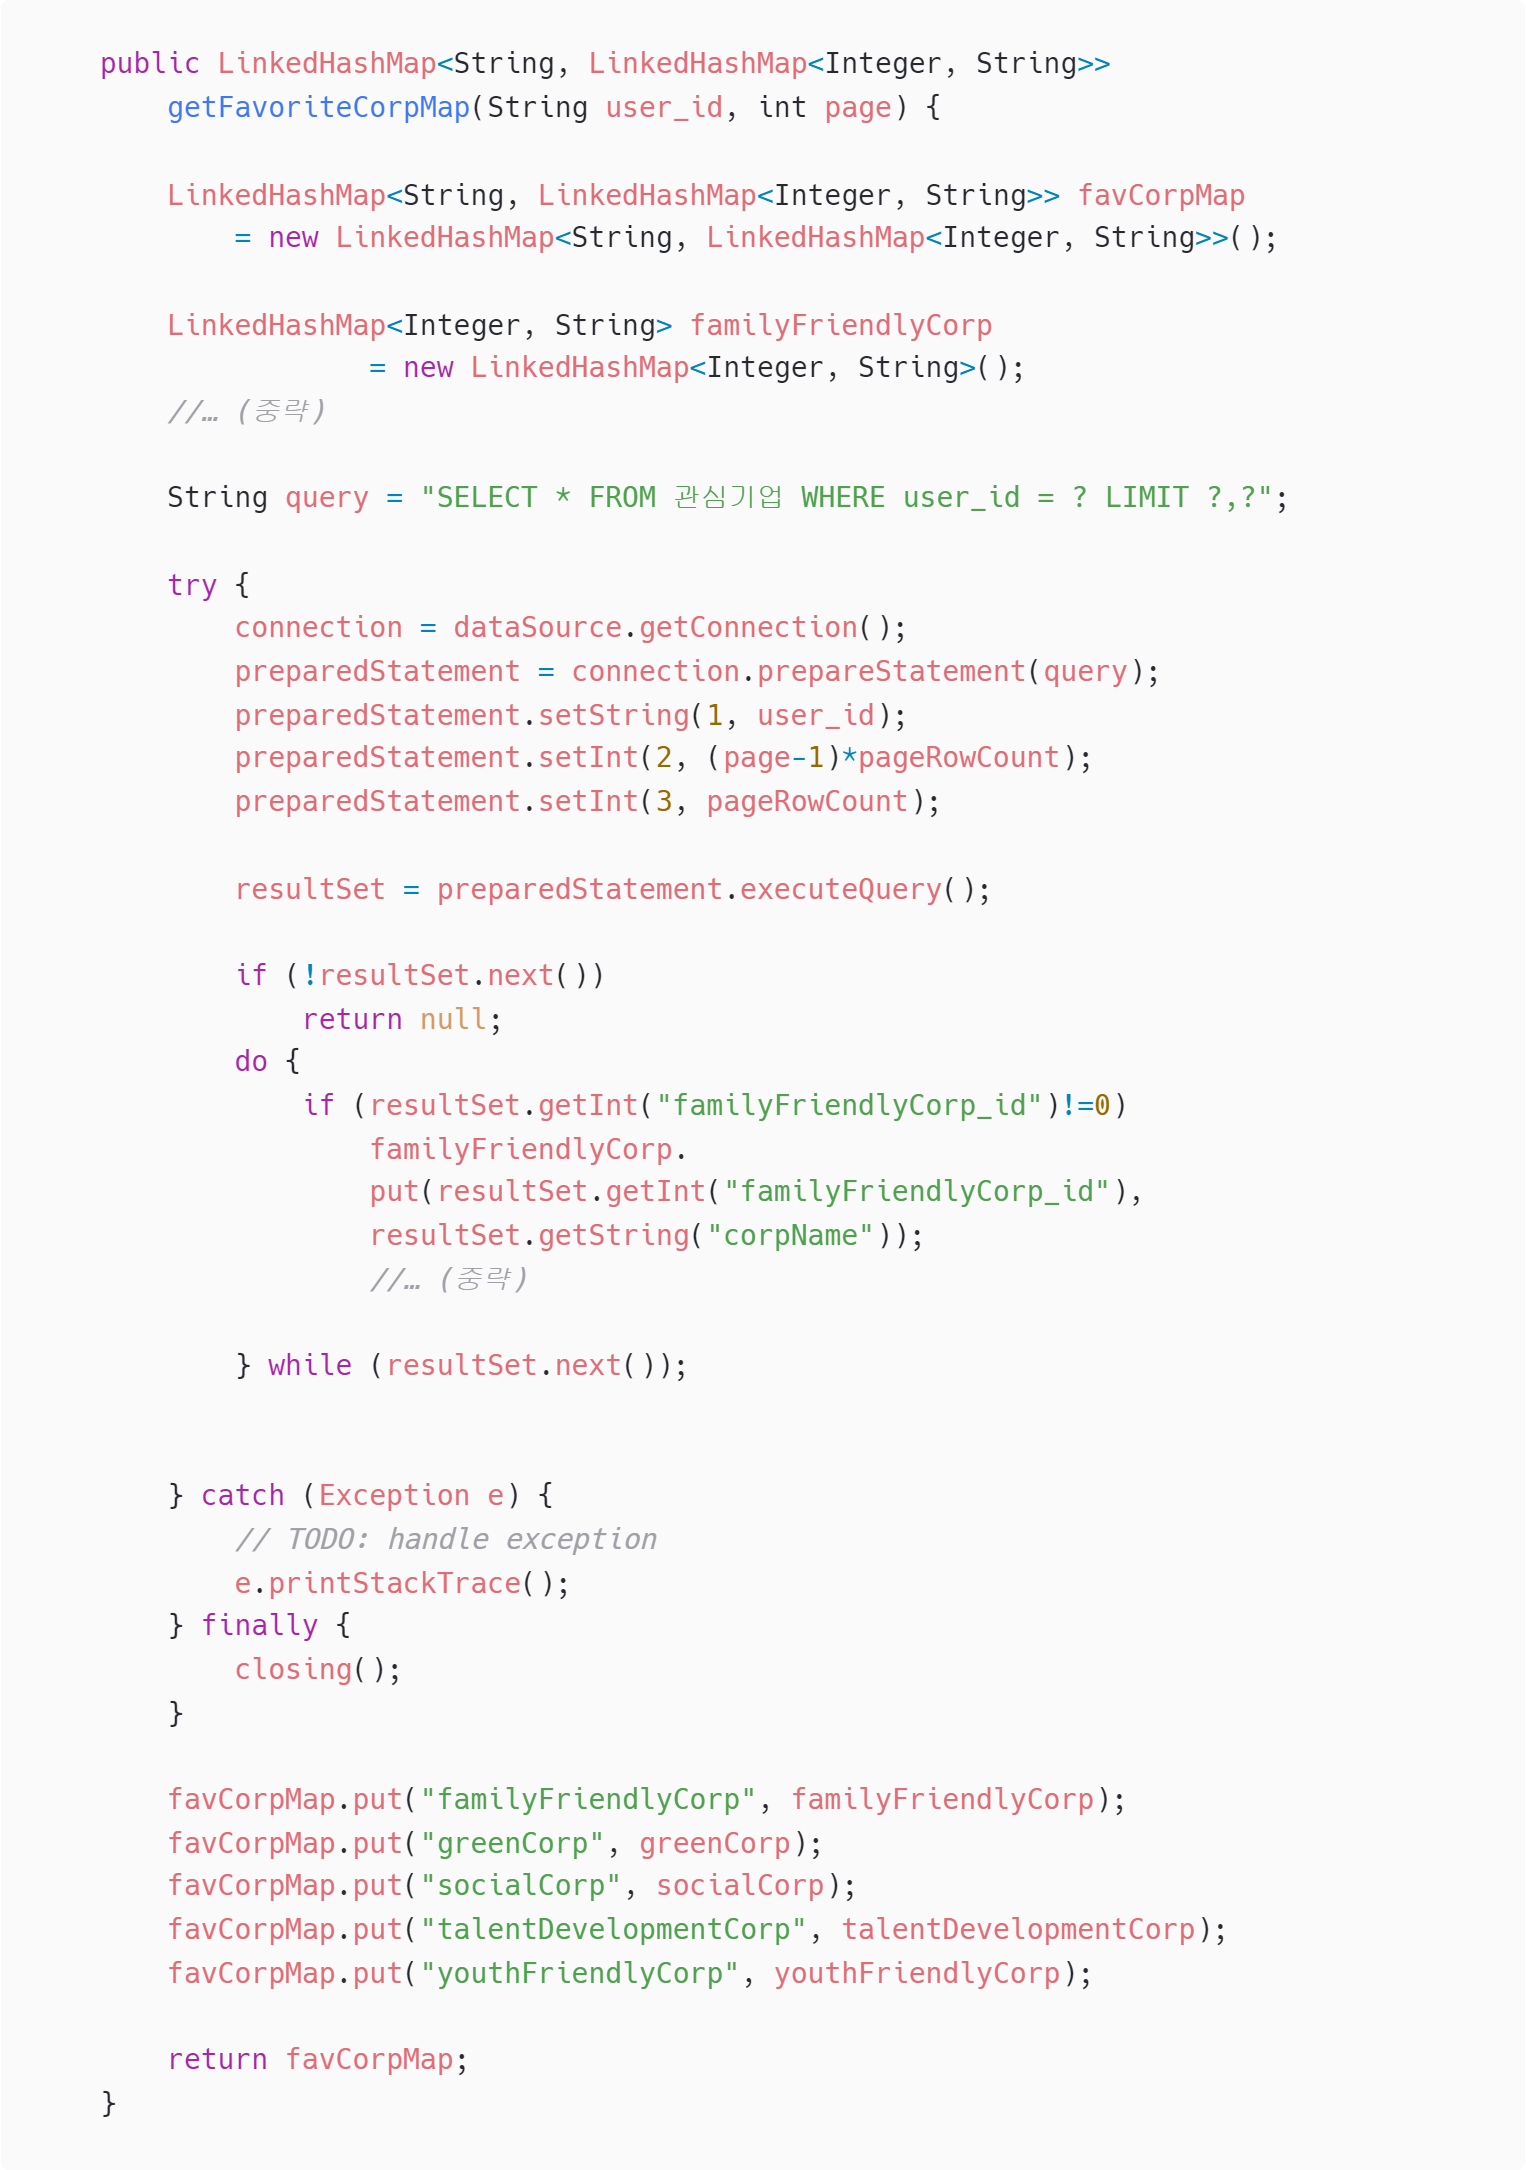 public LinkedHashMap<String, LinkedHashMap<Integer, String>>
    getFavoriteCorpMap(String user_id, int page) {

    LinkedHashMap<String, LinkedHashMap<Integer, String>> favCorpMap
        = new LinkedHashMap<String, LinkedHashMap<Integer, String>>();

    LinkedHashMap<Integer, String> familyFriendlyCorp
                = new LinkedHashMap<Integer, String>();
    //… (중략)

    String query = "SELECT * FROM 관심기업 WHERE user_id = ? LIMIT ?,?";

    try {
        connection = dataSource.getConnection();
        preparedStatement = connection.prepareStatement(query);
        preparedStatement.setString(1, user_id);
        preparedStatement.setInt(2, (page-1)*pageRowCount);
        preparedStatement.setInt(3, pageRowCount);

        resultSet = preparedStatement.executeQuery();

        if (!resultSet.next())
            return null;
        do {
            if (resultSet.getInt("familyFriendlyCorp_id")!=0)
                familyFriendlyCorp.
                put(resultSet.getInt("familyFriendlyCorp_id"),
                resultSet.getString("corpName"));
                //… (중략)

        } while (resultSet.next());


    } catch (Exception e) {
        // TODO: handle exception
        e.printStackTrace();
    } finally {
        closing();
    }

    favCorpMap.put("familyFriendlyCorp", familyFriendlyCorp);
    favCorpMap.put("greenCorp", greenCorp);
    favCorpMap.put("socialCorp", socialCorp);
    favCorpMap.put("talentDevelopmentCorp", talentDevelopmentCorp);
    favCorpMap.put("youthFriendlyCorp", youthFriendlyCorp);

    return favCorpMap;
}